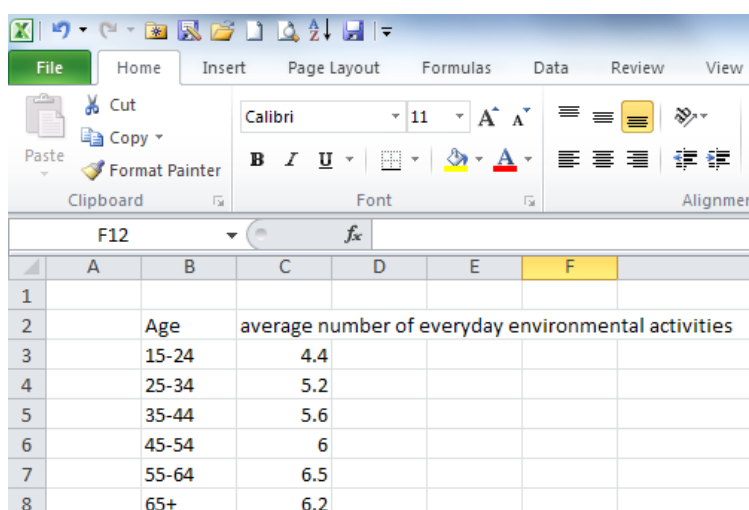 File Home Insert Page Layout Formulas Data Review View
Cut
Calibri 11 A A
Copy
Paste
Format Painter
B I U A
Clipboard Font Alignmen
F12 fx
A B C D E F
1
2 Age average number of everyday environmental activities
3 15-24 4.4
4 25-34 5.2
5 35-44 5.6
6 45-54 6
7 55-64 6.5
8 65+ 6.2